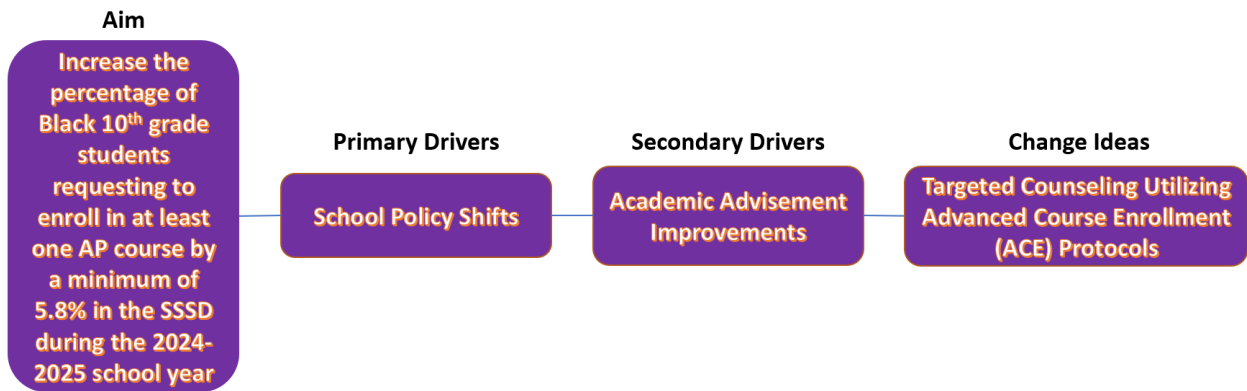 Aim
Increase the
percentage of
Black 10th grade
students
requesting to
enroll in at least
one AP course by
a minimum of
5.8% in the SSSD
during the 2024-
2025 school year
Primary Drivers
School Policy Shifts
Secondary Drivers
Academic Advisement
Improvements
Change Ideas
Targeted Counseling Utilizing
Advanced Course Enrollment
(ACE) Protocols